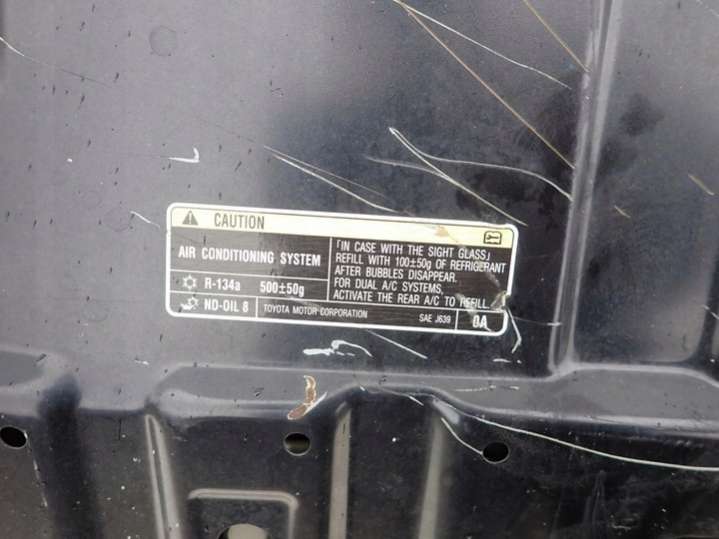 CAUTION
AIR CONDITIONING SYSTEM
R-134a 500±50g
ND-OIL 8
「IN CASE WITH THE SIGHT GLASS」
REFILL WITH 100±50g OF REFRIGERANT
AFTER BUBBLES DISAPPEAR.
FOR DUAL A/C SYSTEMS,
ACTIVATE THE REAR A/C TO REFILL.
TOYOTA MOTOR CORPORATION SAE J639 0A